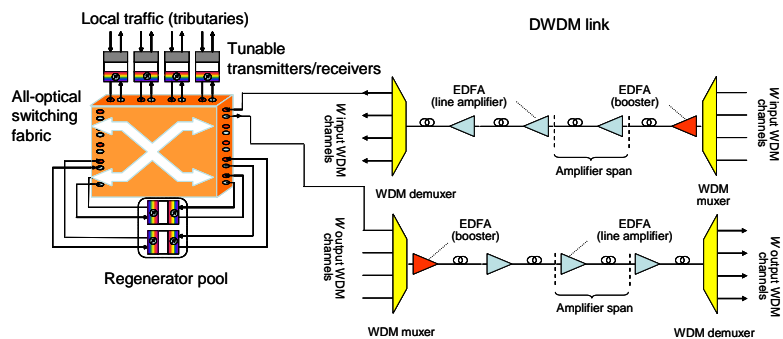 Local traffic (tributaries)
Tunable
transmitters/receivers
All-optical
switching
fabric
Regenerator pool
DWDM link
W input WDM
channels
WDM demuxer
EDFA
(line amplifier)
EDFA
(booster)
Amplifier span
WDM
muxer
W input WDM
channels
W output WDM
channels
WDM muxer
EDFA
(booster)
EDFA
(line amplifier)
Amplifier span
WDM demuxer
W output WDM
channels